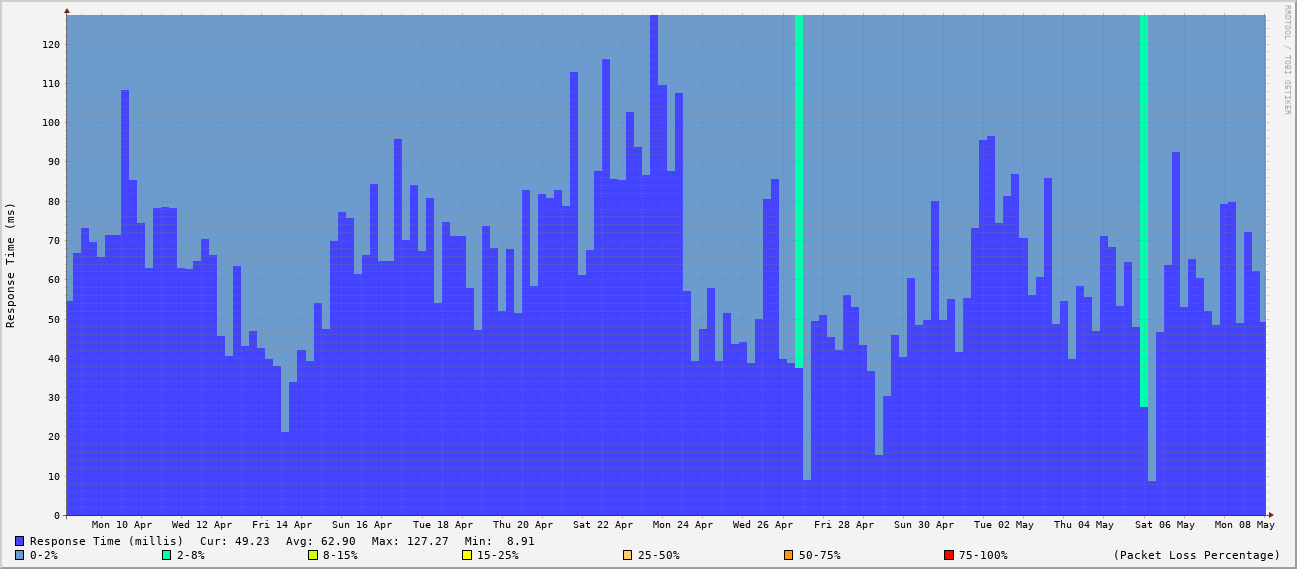 RRDTOOL / TOBI OETIKER
Response Time (ms)
120
110
100
90
80
70
60
50
40
30
20
10
0
Mon 10 Apr Wed 12 Apr Fri 14 Apr Sun 16 Apr Tue 18 Apr Thu 20 Apr Sat 22 Apr Mon 24 Apr Wed 26 Apr Fri 28 Apr Sun 30 Apr Tue 02 May Thu 04 May Sat 06 May Mon 08 May
Response Time (millis) Cur: 49.23 Avg: 62.90 Max: 127.27 Min: 8.91
0-2% 2-8% 8-15% 15-25% 25-50% 50-75% 75-100% (Packet Loss Percentage)